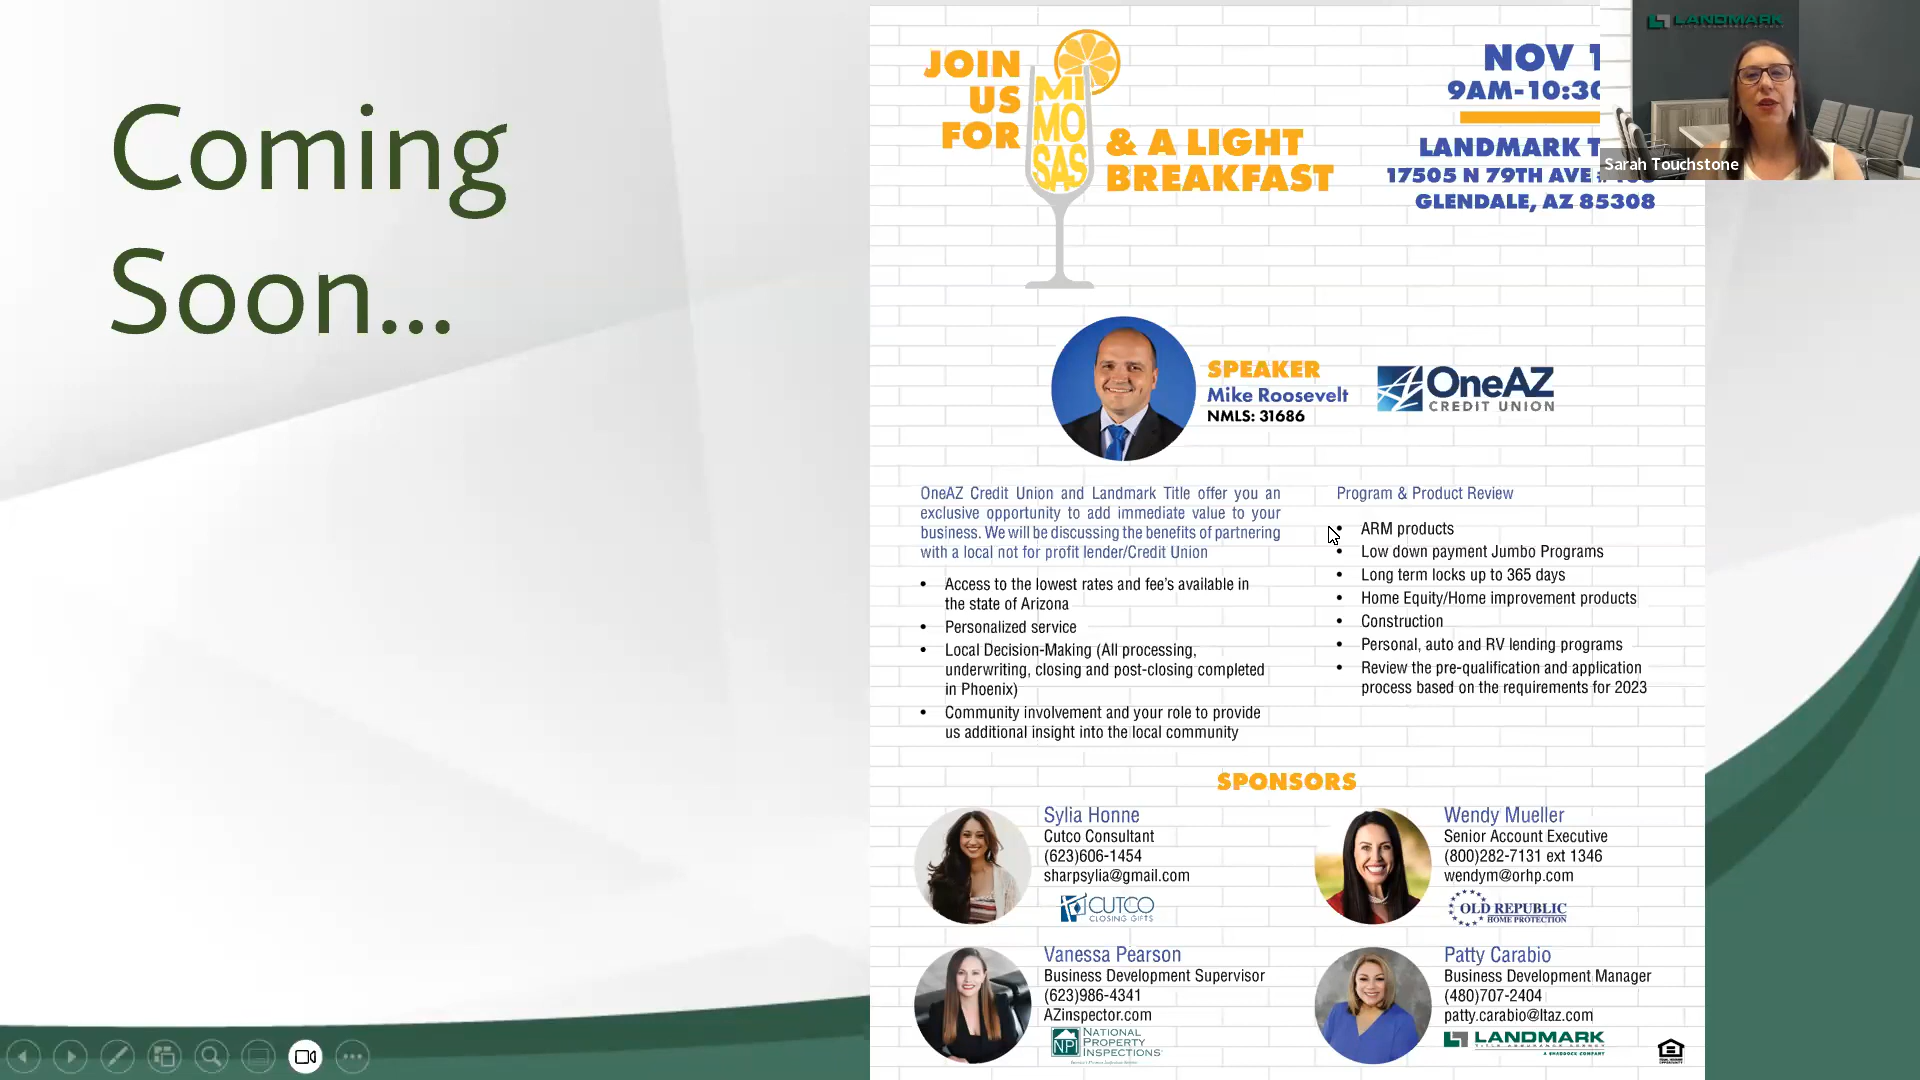 Coming
Soon...
JOIN
US
FOR
MI
MO
SAS
& A LIGHT
BREAKFAST
NOV
9AM-10:30
LANDMARK
17505 N 79TH AVE
GLENDALE, AZ 85308
LANDMARK
Sarah Touchstone
SPEAKER
Mike Roosevelt
NMLS: 31686
OneAZ
CREDIT UNION
OneAZ Credit Union and Landmark Title offer you an
exclusive opportunity to add immediate value to your
business. We will be discussing the benefits of partnering
with a local not for profit lender/Credit Union
• Access to the lowest rates and fee's available in
the state of Arizona
• Personalized service
• Local Decision-Making (All processing,
underwriting, closing and post-closing completed
in Phoenix)
• Community involvement and your role to provide
us additional insight into the local community
Program & Product Review
• ARM products
• Low down payment Jumbo Programs
• Long term locks up to 365 days
• Home Equity/Home improvement products
• Construction
• Personal, auto and RV lending programs
• Review the pre-qualification and application
process based on the requirements for 2023
SPONSORS
Sylia Honne
Cutco Consultant
(623)606-1454
sharpsylia@gmail.com
CUTCO
CLOSING GIFTS
Wendy Mueller
Senior Account Executive
(800)282-7131 ext 1346
wendym@orhp.com
OLD REPUBLIC
HOME PROTECTION
Vanessa Pearson
Business Development Supervisor
(623)986-4341
AZinspector.com
NPI
NATIONAL
PROPERTY
INSPECTIONS
Patty Carabio
Business Development Manager
(480)707-2404
patty.carabio@ltaz.com
LANDMARK
TITLE ASSURANCE AGENCY
A SHADDOCK COMPANY